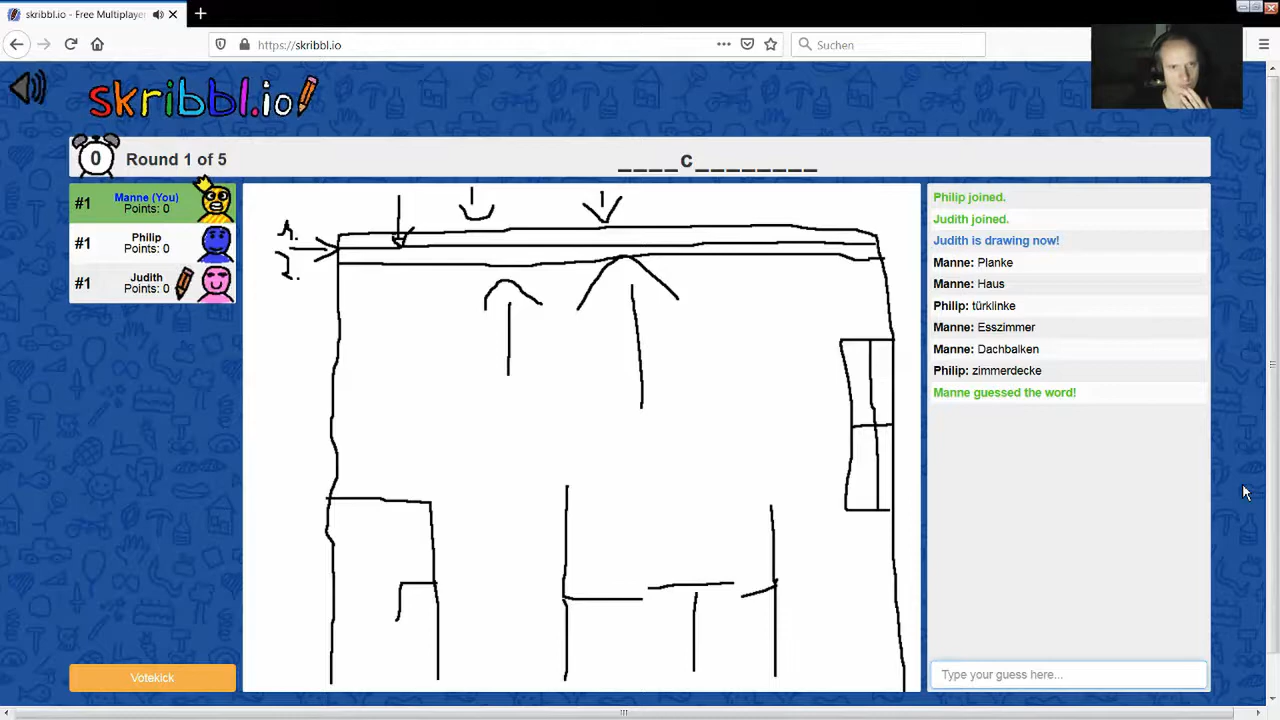 skribbl.io - Free Multiplayer
https://skribbl.io
Suchen
skribbl.io
0
Round 1 of 5
____c________
#1
Manne (You)
Points: 0
#1
Philip
Points: 0
#1
Judith
Points: 0
Philip joined.
Judith joined.
Judith is drawing now!
Manne: Planke
Manne: Haus
Philip: türklinke
Manne: Esszimmer
Manne: Dachbalken
Philip: zimmerdecke
Manne guessed the word!
Type your guess here...
Votekick